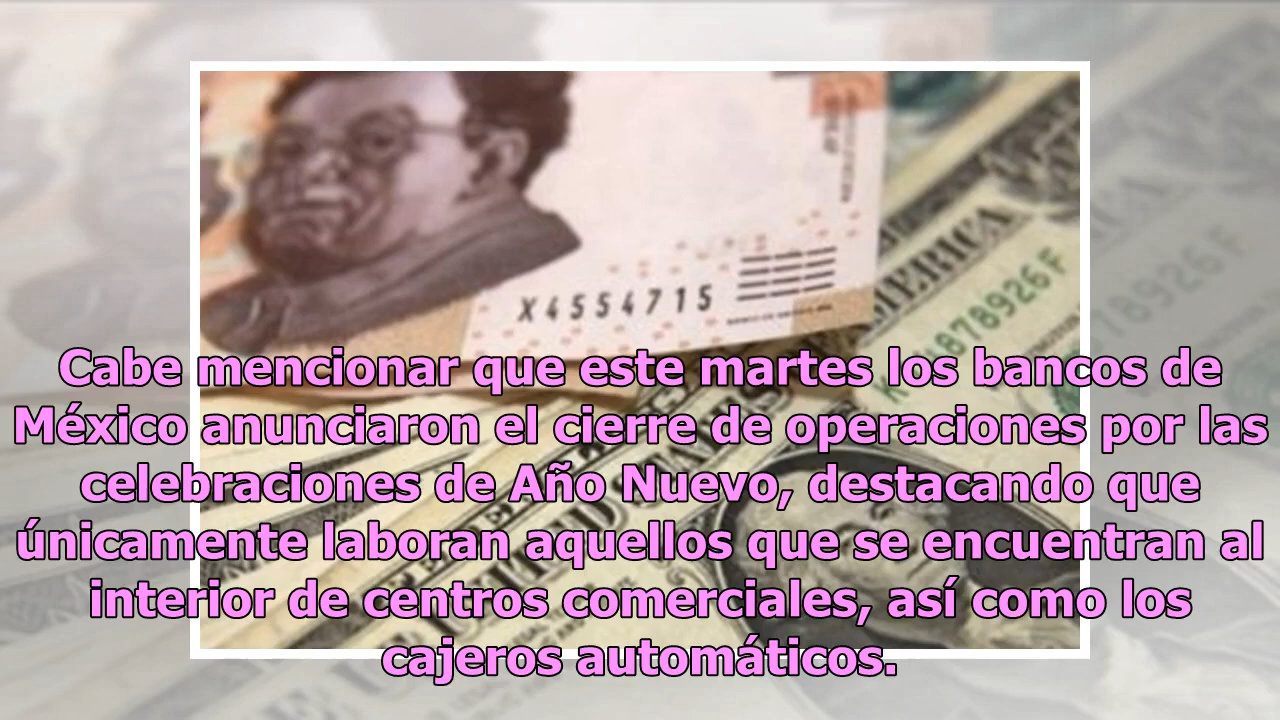 X4554715
AMERICA
K 1878926 F
Cabe mencionar que este martes los bancos de
México anunciaron el cierre de operaciones por las
celebraciones de Año Nuevo, destacando que
únicamente laboran aquellos que se encuentran al
interior de centros comerciales, así como los
cajeros automáticos.